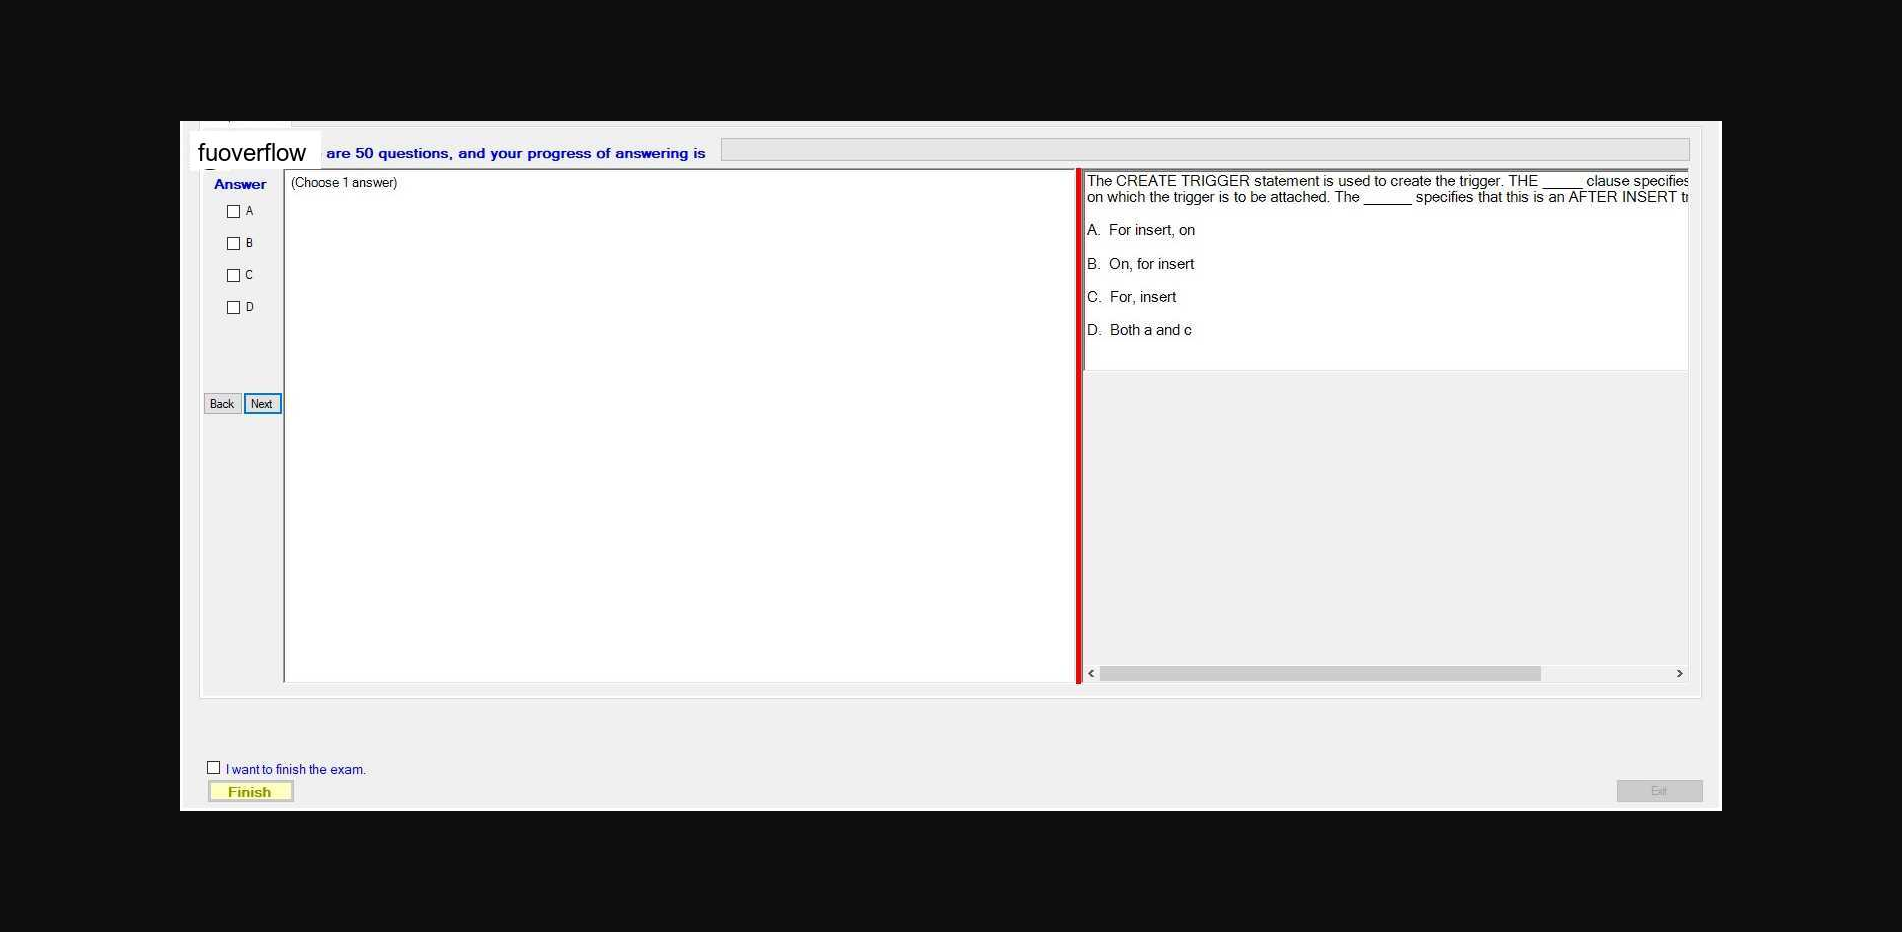 fuoverflow are 50 questions, and your progress of answering is
Answer
(Choose 1 answer)
A
B
C
D
Back Next
The CREATE TRIGGER statement is used to create the trigger. THE _____ clause specifies
on which the trigger is to be attached. The ______ specifies that this is an AFTER INSERT
A. For insert, on
B. On, for insert
C. For, insert
D. Both a and c
I want to finish the exam.
Finish
Exit